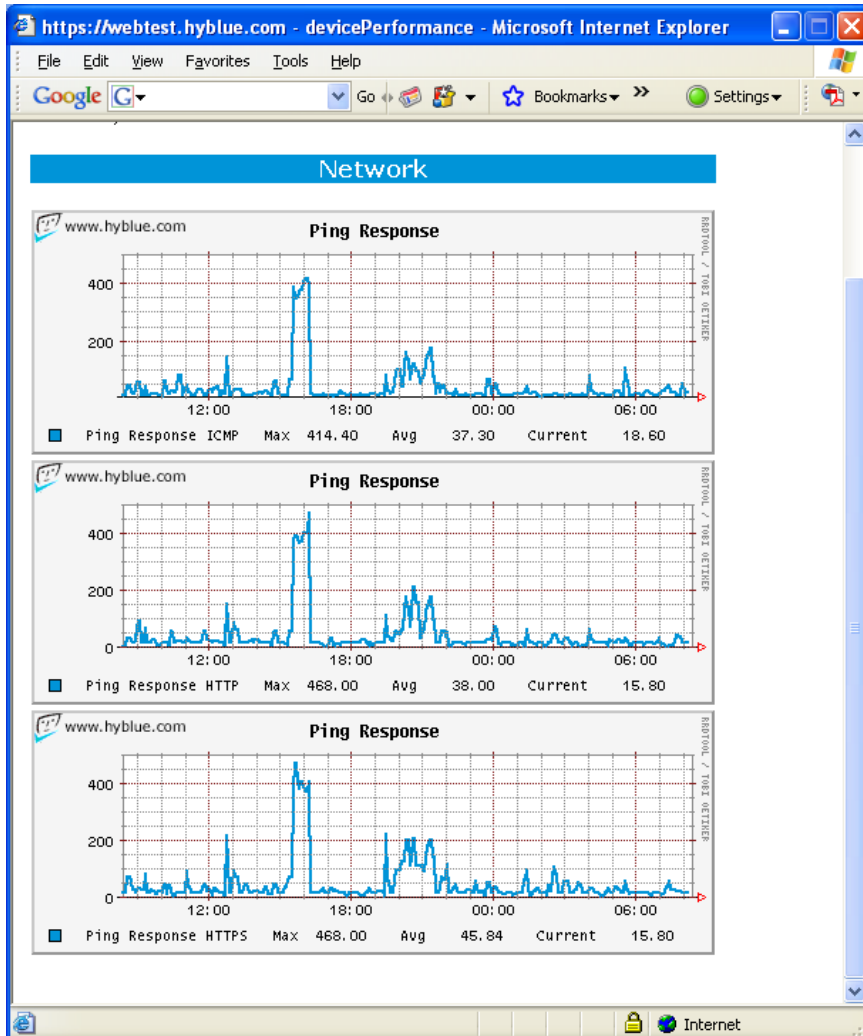 https://webtest.hyblue.com - devicePerformance - Microsoft Internet Explorer
File Edit View Favorites Tools Help
Google G Go Bookmarks >> Settings
Network
www.hyblue.com Ping Response
RRDTOOL / TOBI OETIKER
400
200
12:00 18:00 00:00 06:00
Ping Response ICMP Max 414.40 Avg 37.30 Current 18.60
www.hyblue.com Ping Response
RRDTOOL / TOBI OETIKER
400
200
0
12:00 18:00 00:00 06:00
Ping Response HTTP Max 468.00 Avg 38.00 Current 15.80
www.hyblue.com Ping Response
RRDTOOL / TOBI OETIKER
400
200
0
12:00 18:00 00:00 06:00
Ping Response HTTPS Max 468.00 Avg 45.84 Current 15.80
Internet